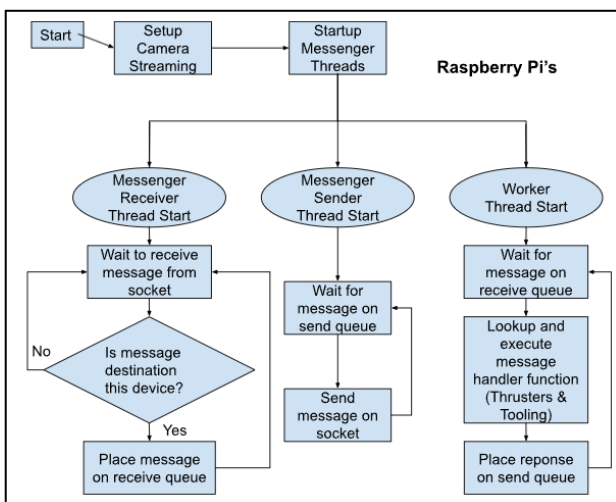 Start
Setup
Camera
Streaming
Startup
Messenger
Threads
Raspberry Pi's
Messenger
Receiver
Thread Start
Messenger
Sender
Thread Start
Worker
Thread Start
Wait to receive
message from
socket
Wait for
message on
send queue
Wait for
message on
receive queue
No
Is message
destination
this device?
Yes
Send
message on
socket
Lookup and
execute
message
handler function
(Thrusters &
Tooling)
Place message
on receive queue
Place reponse
on send queue